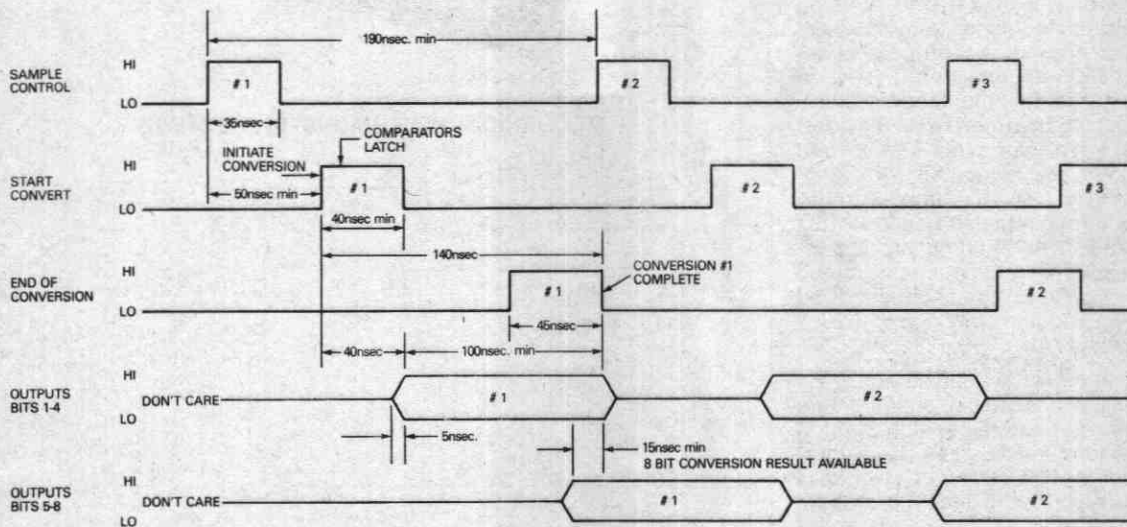 190nsec. min
SAMPLE
CONTROL
HI
LO
# 1
# 2
# 3
35nsec
COMPARATORS
LATCH
INITIATE
CONVERSION
START
CONVERT
HI
LO
50nsec min
# 1
# 2
# 3
40nsec min
140nsec
END OF
CONVERSION
HI
LO
# 1
CONVERSION #1
COMPLETE
# 2
45nsec
40nsec
100nsec. min
OUTPUTS
BITS 1-4
HI
LO
DON'T CARE
# 1
# 2
5nsec.
15nsec min
8 BIT CONVERSION RESULT AVAILABLE
OUTPUTS
BITS 5-8
HI
LO
DON'T CARE
# 1
# 2